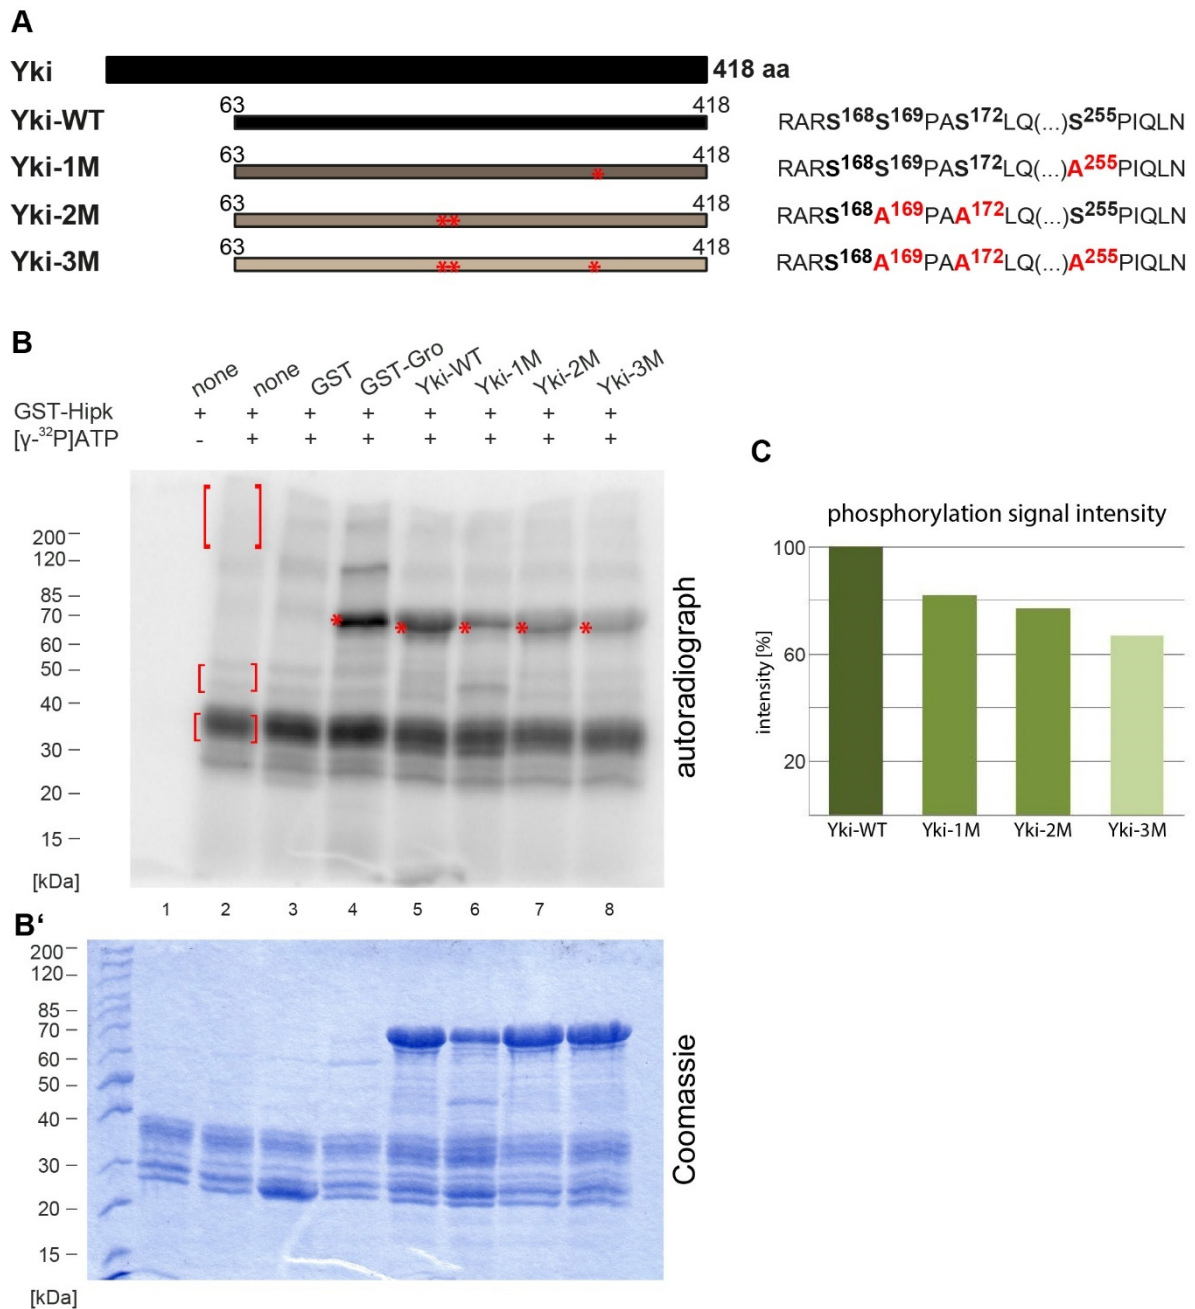 A
Yki 418 aa
63 418
Yki-WT RARS168S169PAS172LQ(...)S255PIQLN
63 418
Yki-1M * RARS168S169PAS172LQ(...)A255PIQLN
63 418
Yki-2M ** RARS168A169PAA172LQ(...)S255PIQLN
63 418
Yki-3M ** * RARS168A169PAA172LQ(...)A255PIQLN
B
none none GST GST-Gro Yki-WT Yki-1M Yki-2M Yki-3M
GST-Hipk + + + + + + + +
[γ-32P]ATP - + + + + + + +
200
120
85
70
60
50
40
30
20
15
[kDa]
* * * * *
autoradiograph
1 2 3 4 5 6 7 8
C
phosphorylation signal intensity
intensity [%]
100
60
20
Yki-WT Yki-1M Yki-2M Yki-3M
B'
200
120
85
70
60
50
40
30
20
15
[kDa]
Coomassie